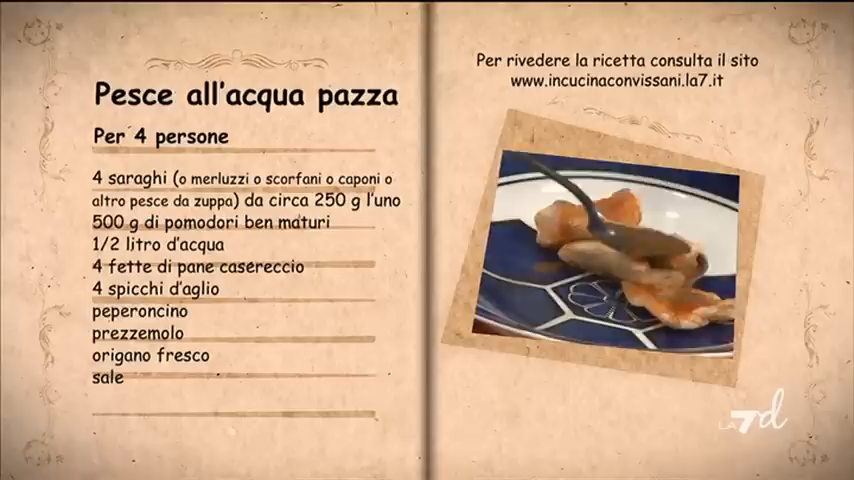 Pesce all'acqua pazza
Per 4 persone
4 saraghi (o merluzzi o scorfani o caponi o
altro pesce da zuppa) da circa 250 g l'uno
500 g di pomodori ben maturi
1/2 litro d'acqua
4 fette di pane casereccio
4 spicchi d'aglio
peperoncino
prezzemolo
origano fresco
sale
Per rivedere la ricetta consulta il sito
www.incucinaconvissani.la7.it
LA7d